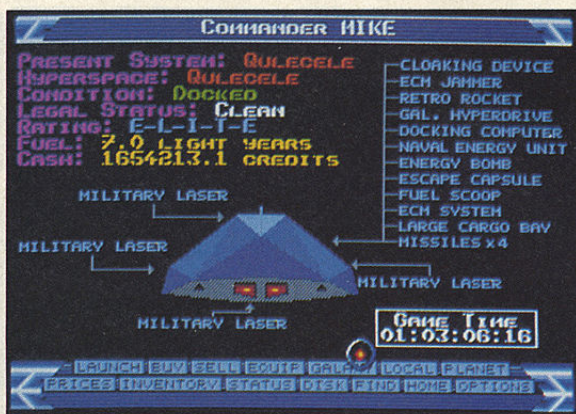 COMMANDER MIKE
PRESENT SYSTEM: QULECELE
HYPERSPACE: QULECELE
CONDITION: DOCKED
LEGAL STATUS: CLEAN
RATING: E-L-I-T-E
FUEL: 7.0 LIGHT YEARS
CASH: 1654213.1 CREDITS
CLOAKING DEVICE
ECM JAMMER
RETRO ROCKET
GAL. HYPERDRIVE
DOCKING COMPUTER
NAVAL ENERGY UNIT
ENERGY BOMB
ESCAPE CAPSULE
FUEL SCOOP
ECM SYSTEM
LARGE CARGO BAY
MISSILES x4
MILITARY LASER
MILITARY LASER
MILITARY LASER
MILITARY LASER
GAME TIME
01:03:06:16
LAUNCH BUY SELL EQUIP GALAXY LOCAL PLANET
PRICES INVENTORY STATUS DISK FIND HOME OPTIONS